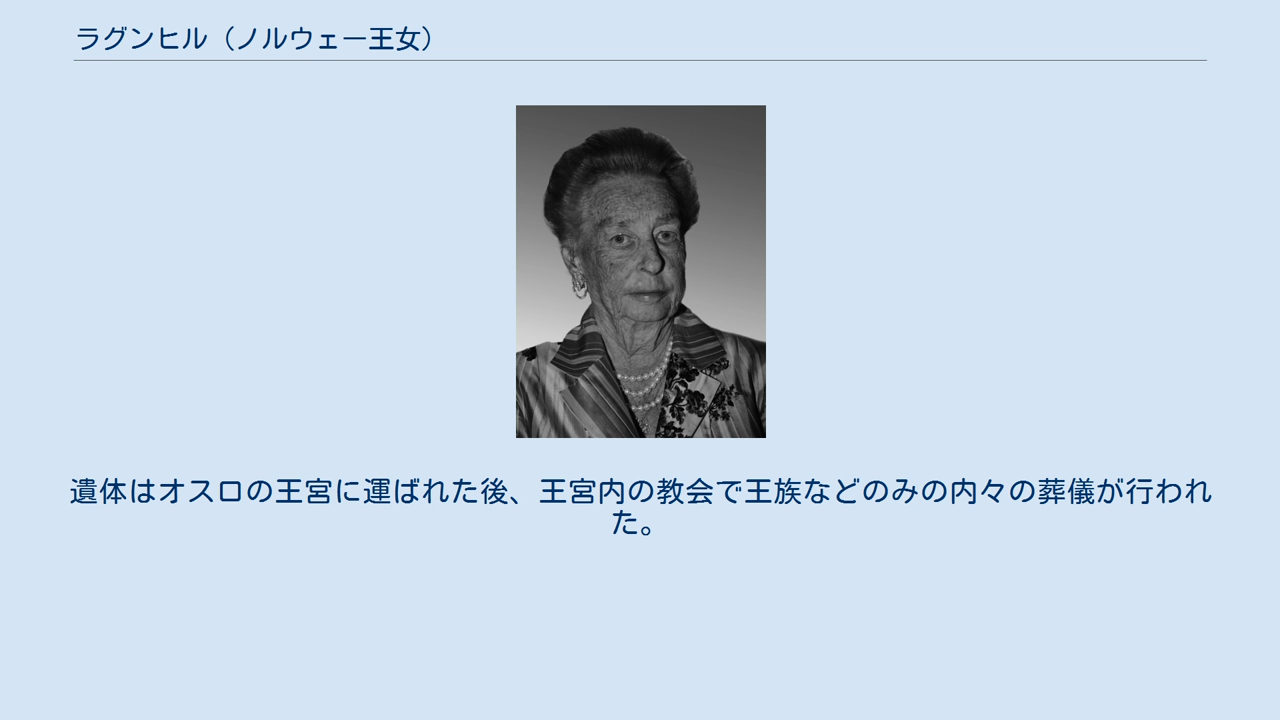 ラグンヒル（ノルウェー王女）
遺体はオスロの王宮に運ばれた後、王宮内の教会で王族などのみの内々の葬儀が行われ
た。